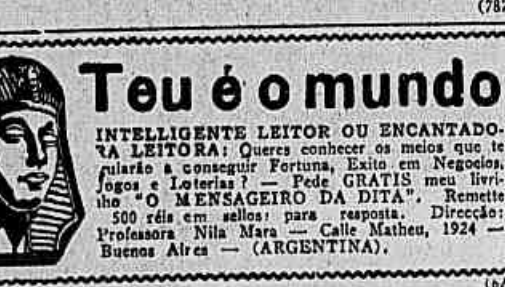 (782
Teu é o mundo
INTELLIGENTE LEITOR OU ENCANTADO-
RA LEITORA: Queres conhecer os meios que te
guiarão a conseguir Fortuna, Exito em Negocios,
Jogos e Loterias? — Pede GRATIS meu livri-
nho "O MENSAGEIRO DA DITA". Remette
500 réis em sellos: para resposta. Direcção:
Professora Nila Mara — Calle Matheu, 1924 —
Buenos Aires — (ARGENTINA).